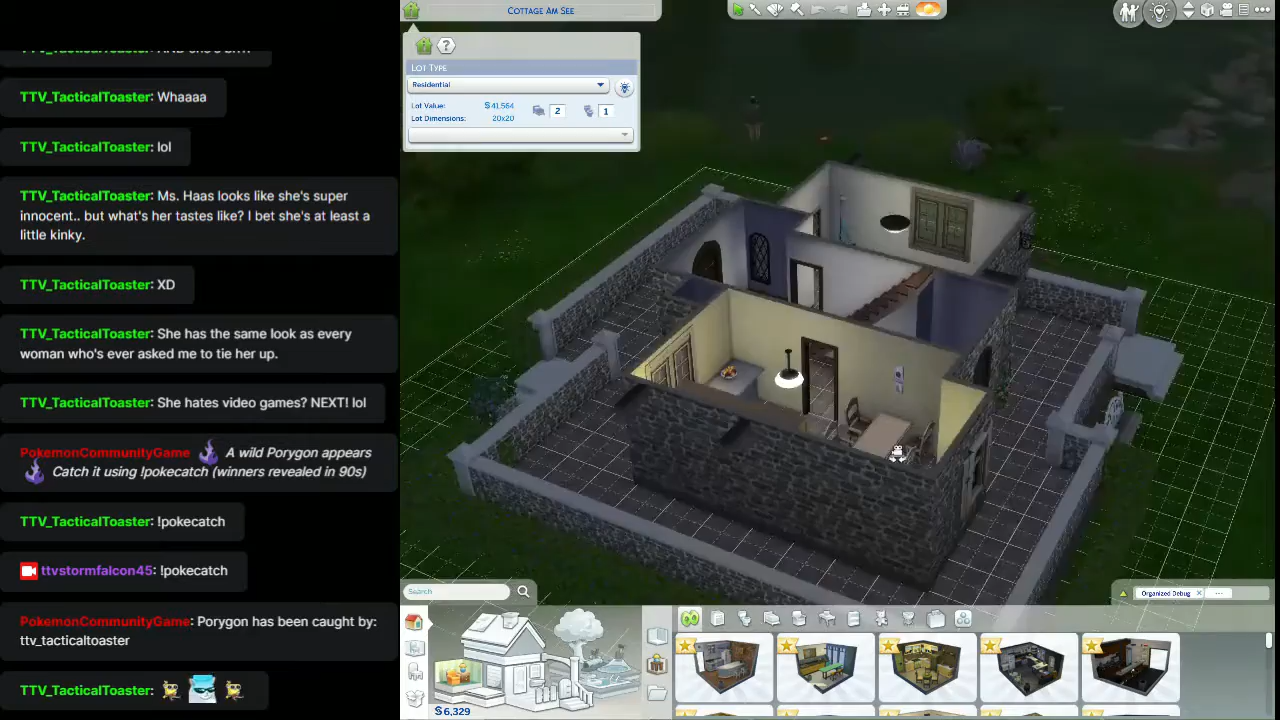 TTV_TacticalToaster: Whaaaa
TTV_TacticalToaster: lol
TTV_TacticalToaster: Ms. Haas looks like she's super
innocent.. but what's her tastes like? I bet she's at least a
little kinky.
TTV_TacticalToaster: XD
TTV_TacticalToaster: She has the same look as every
woman who's ever asked me to tie her up.
TTV_TacticalToaster: She hates video games? NEXT! lol
PokemonCommunityGame: A wild Porygon appears
Catch it using !pokecatch (winners revealed in 90s)
TTV_TacticalToaster: !pokecatch
ttvstormfalcon45: !pokecatch
PokemonCommunityGame: Porygon has been caught by:
ttv_tacticaltoaster
TTV_TacticalToaster:
Cottage Am See
?
Lot Type
Residential
Lot Value: §41,564
2
1
Lot Dimensions: 20x20
Search
Organized Debug
§6,329